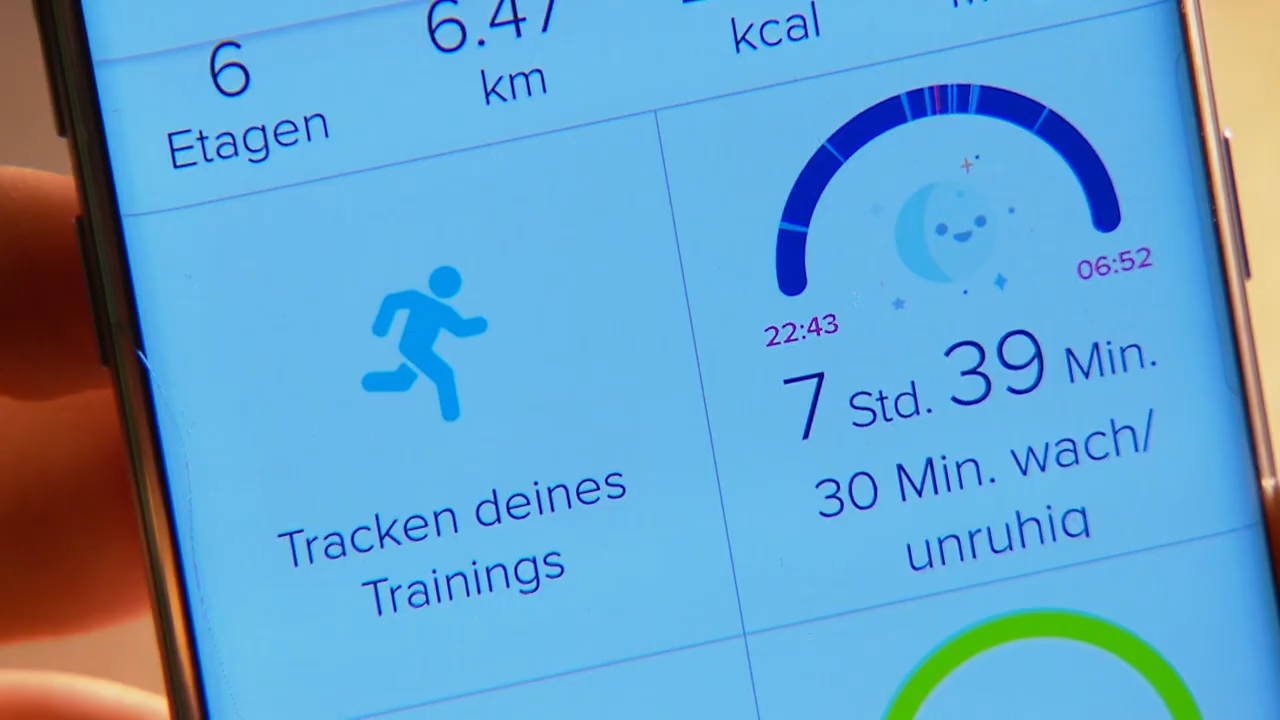 6
6.47
Etagen
km
kcal
22:43
06:52
7 Std. 39 Min.
30 Min. wach/
unruhig
Tracken deines
Trainings